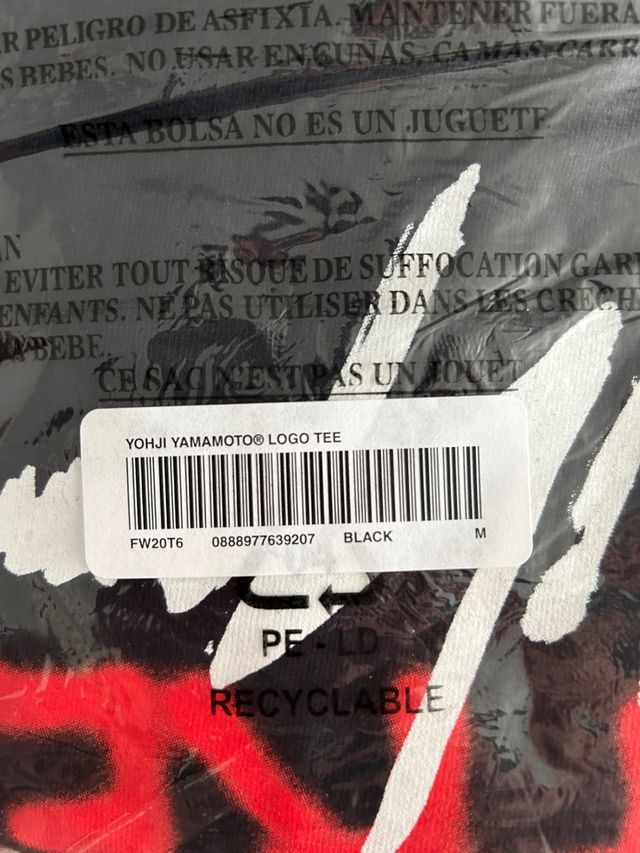 R PELIGRO DE ASFIXIA. MANTENER FUERA
S BEBES. NO USAR EN CUNAS, CAMAS, CARR
ESTA BOLSA NO ES UN JUGUETE
AN
EVITER TOUT RISQUE DE SUFFOCATION GARD
ENFANTS. NE PAS UTILISER DANS LES CRECH
A BEBE.
CE SAC N'EST PAS UN JOUET
YOHJI YAMAMOTO® LOGO TEE
FW20T6 0888977639207 BLACK M
PE - LD
RECYCLABLE